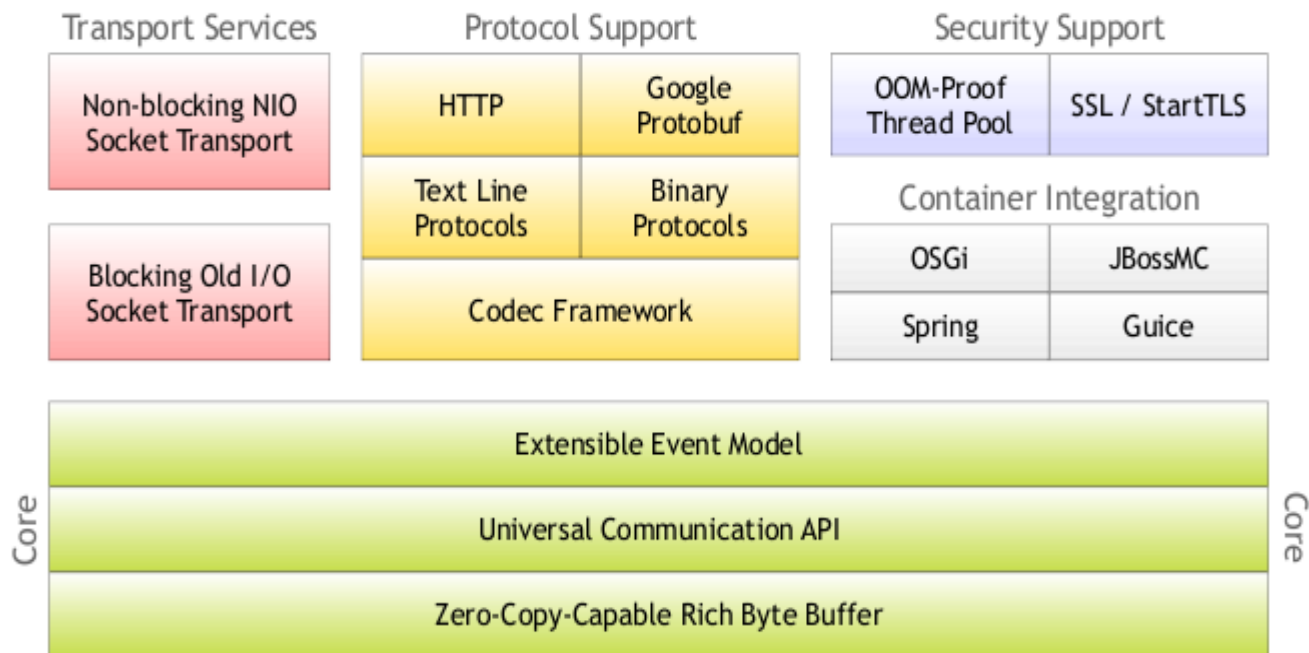 Transport Services
Non-blocking NIO
Socket Transport
Blocking Old I/O
Socket Transport
Protocol Support
HTTP
Google
Protobuf
Text Line
Protocols
Binary
Protocols
Codec Framework
Security Support
OOM-Proof
Thread Pool
SSL / StartTLS
Container Integration
OSGi
JBossMC
Spring
Guice
Core
Extensible Event Model
Universal Communication API
Zero-Copy-Capable Rich Byte Buffer
Core